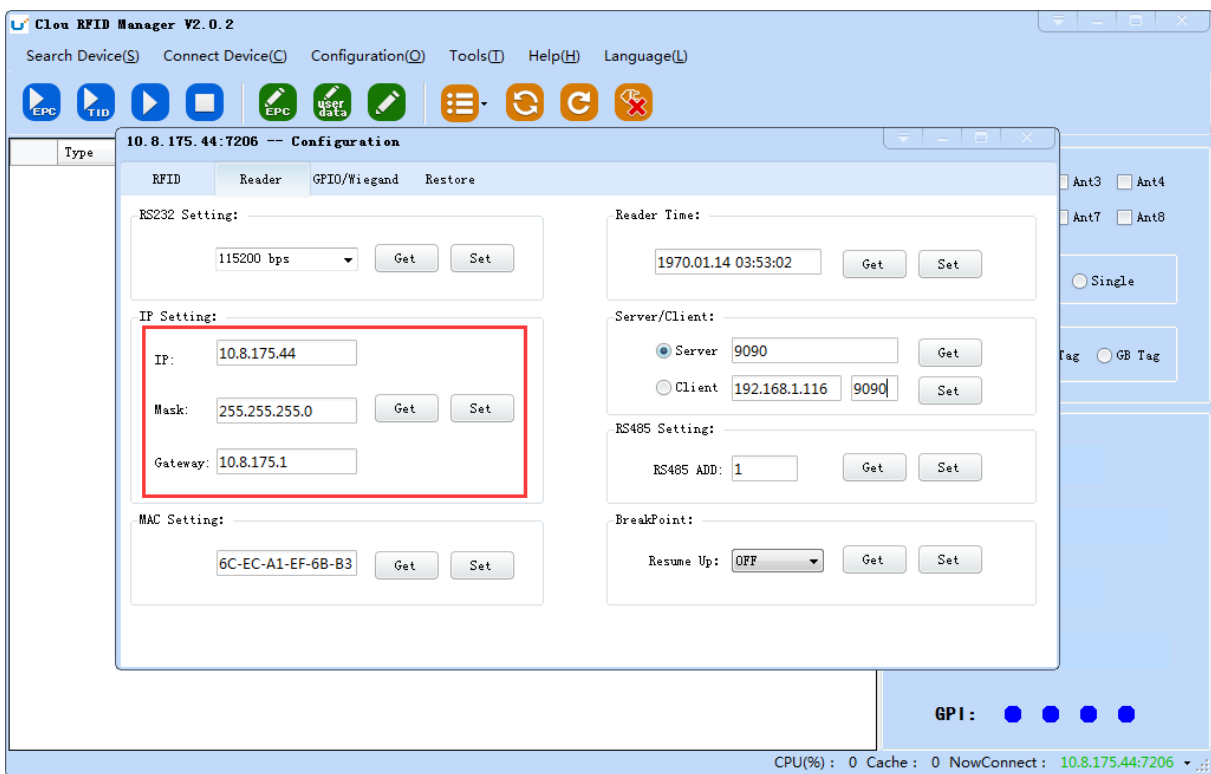 Clou RFID Manager V2.0.2
Search Device(S) Connect Device(C) Configuration(O) Tools(T) Help(H) Language(L)
EPC TID EPC user data
Type
10.8.175.44:7206 -- Configuration
RFID Reader GPIO/Wiegand Restore
Ant3 Ant4
Ant7 Ant8
Single
Tag GB Tag
RS232 Setting:
115200 bps Get Set
IP Setting:
IP: 10.8.175.44
Mask: 255.255.255.0 Get Set
Gateway: 10.8.175.1
MAC Setting:
6C-EC-A1-EF-6B-B3 Get Set
Reader Time:
1970.01.14 03:53:02 Get Set
Server/Client:
Server 9090 Get
Client 192.168.1.116 9090 Set
RS485 Setting:
RS485 ADD: 1 Get Set
BreakPoint:
Resume Up: OFF Get Set
GPI:
CPU(%) : 0 Cache : 0 NowConnect : 10.8.175.44:7206